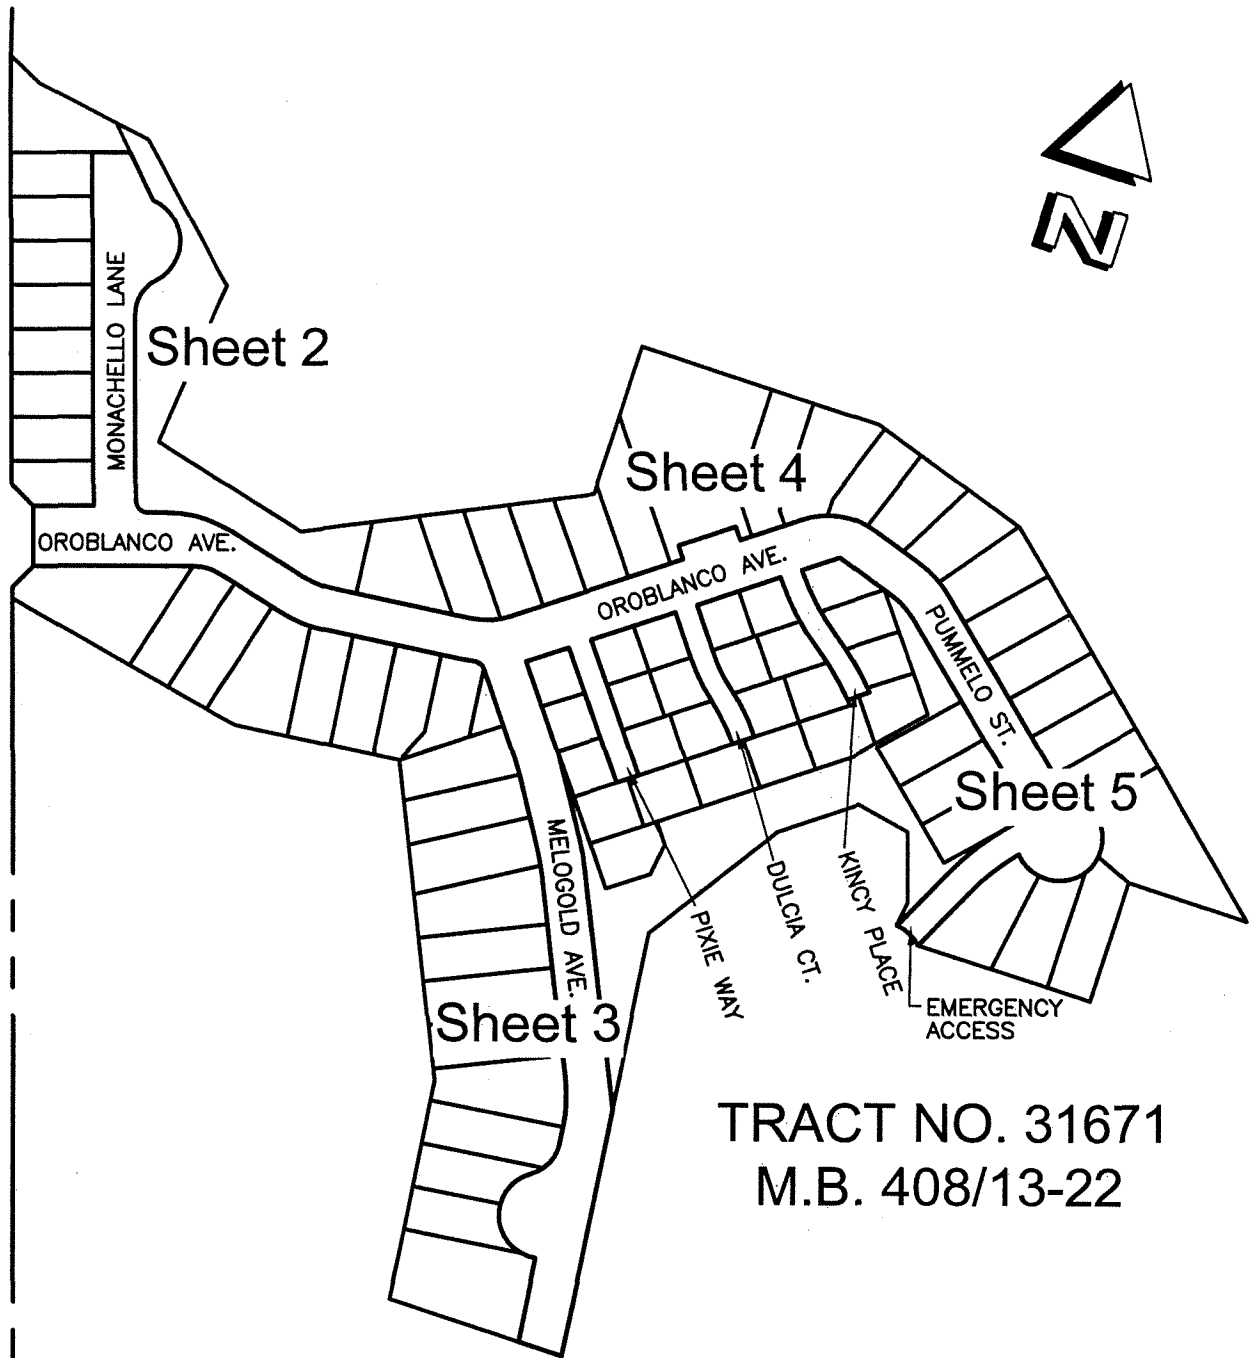 N
MONACHELLO LANE
Sheet 2
Sheet 4
OROBLANCO AVE.
OROBLANCO AVE.
PUMMELO ST.
Sheet 5
MELOGOLD AVE.
PIXIE WAY
DULCIA CT.
KINCY PLACE
EMERGENCY
ACCESS
Sheet 3
TRACT NO. 31671
M.B. 408/13-22